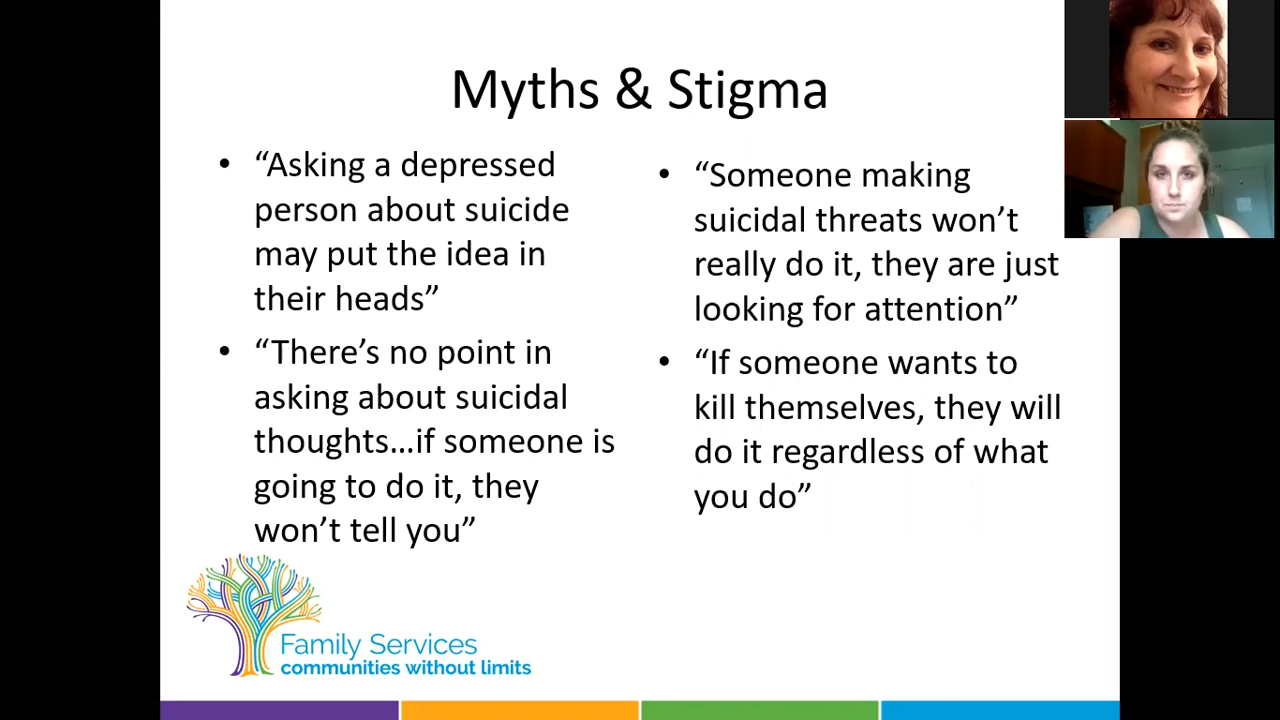 Myths & Stigma
• “Asking a depressed
person about suicide
may put the idea in
their heads”
• “There’s no point in
asking about suicidal
thoughts…if someone is
going to do it, they
won’t tell you”
• “Someone making
suicidal threats won’t
really do it, they are just
looking for attention”
• “If someone wants to
kill themselves, they will
do it regardless of what
you do”
Family Services
communities without limits